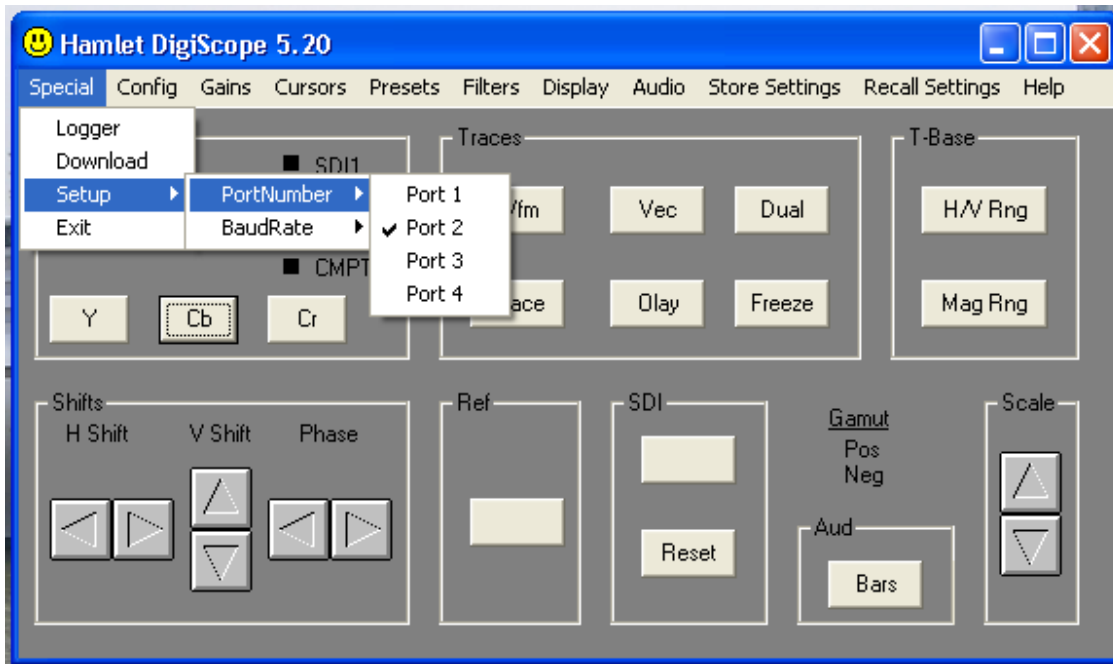 Hamlet DigiScope 5.20
Special Config Gains Cursors Presets Filters Display Audio Store Settings Recall Settings Help
Logger
Download
Setup
Exit
PortNumber
BaudRate
Port 1
Port 2
Port 3
Port 4
SDI1
Y Cb Cr
Traces
Vec Dual
Olay Freeze
T-Base
H/V Rng
Mag Rng
Shifts
H Shift V Shift Phase
Ref
SDI
Reset
Gamut
Pos
Neg
Aud
Bars
Scale